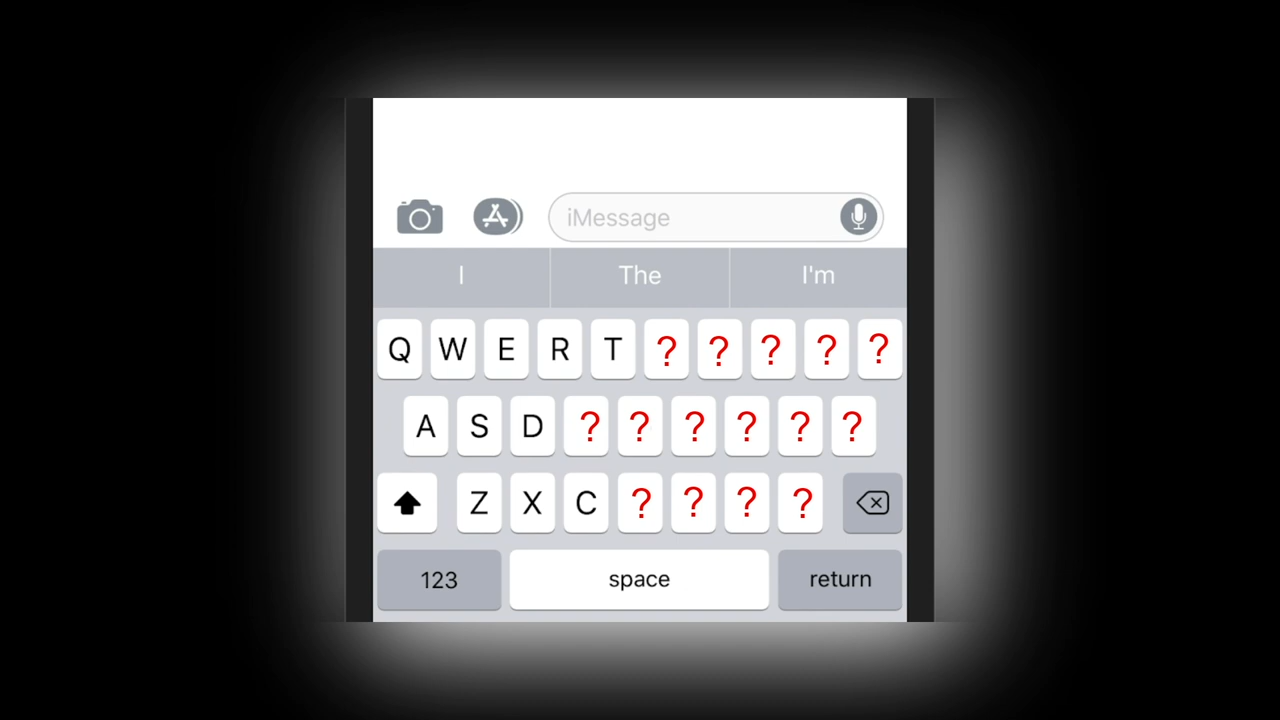 iMessage
I The I'm
Q W E R T ? ? ? ? ?
A S D ? ? ? ? ? ?
Z X C ? ? ? ?
123 space return